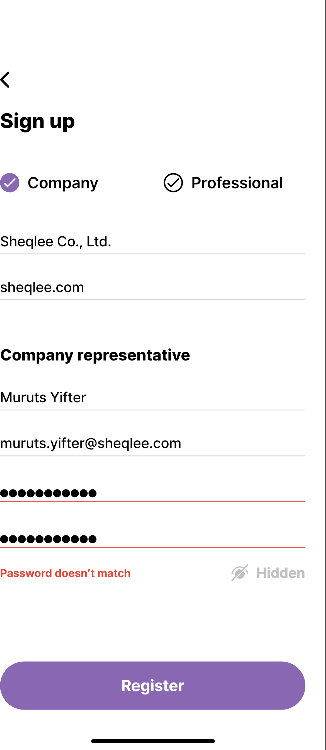 Sign up
Company
Professional
Sheqlee Co., Ltd.
sheqlee.com
Company representative
Muruts Yifter
muruts.yifter@sheqlee.com
●●●●●●●●●●●
●●●●●●●●●●●
Password doesn't match
Hidden
Register